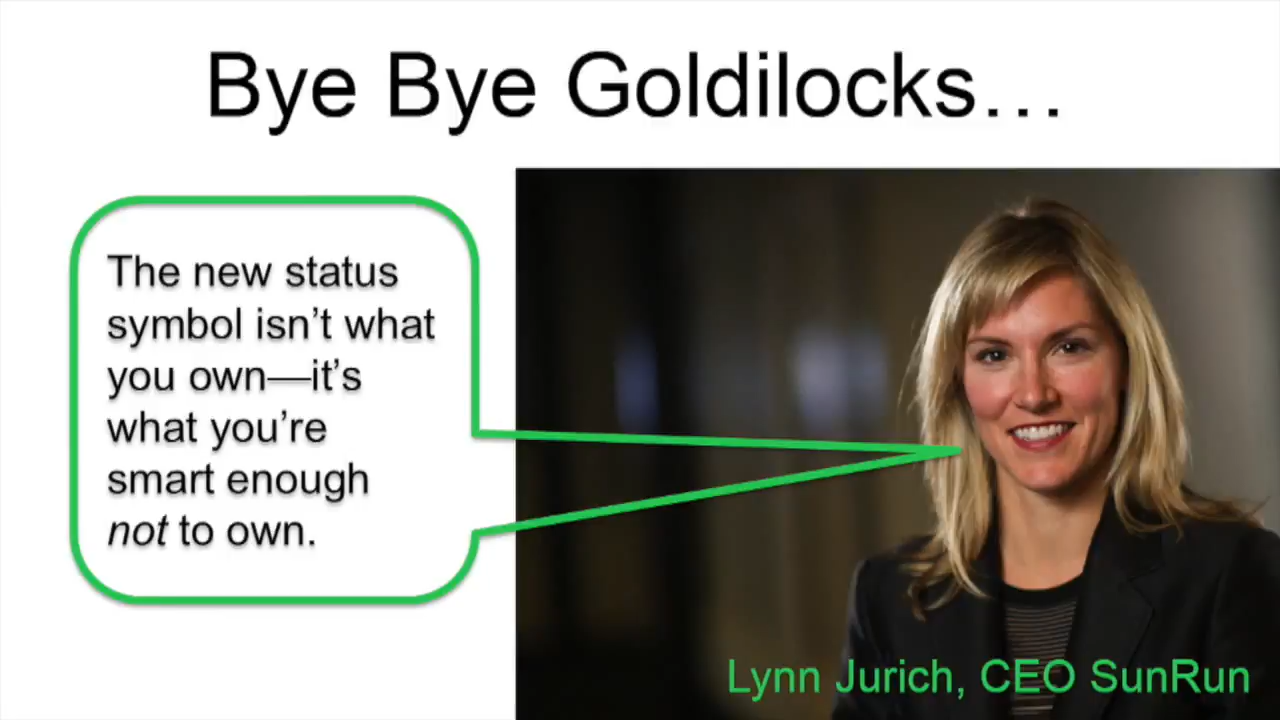 Bye Bye Goldilocks…
The new status
symbol isn’t what
you own—it’s
what you’re
smart enough
not to own.
Lynn Jurich, CEO SunRun